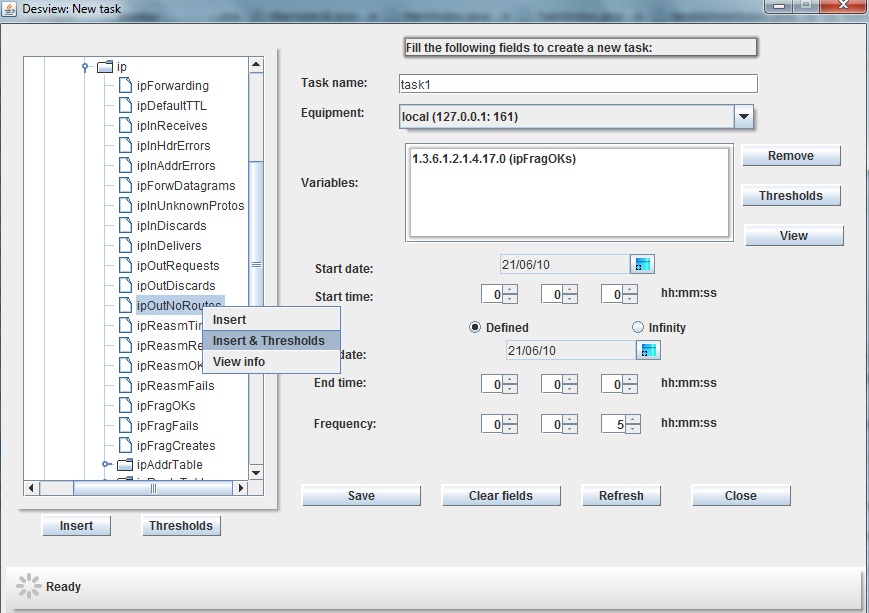 Desview: New task
ip
ipForwarding
ipDefaultTTL
ipInReceives
ipInHdrErrors
ipInAddrErrors
ipForwDatagrams
ipInUnknownProtos
ipInDiscards
ipInDelivers
ipOutRequests
ipOutDiscards
ipOutNoRoutes
ipReasmTim
ipReasmRe
ipReasmOK
ipReasmFails
ipFragOKs
ipFragFails
ipFragCreates
ipAddrTable
Insert
Insert & Thresholds
View info
Insert Thresholds
Fill the following fields to create a new task:
Task name: task1
Equipment: local (127.0.0.1: 161)
Variables: 1.3.6.1.2.1.4.17.0 (ipFragOKs)
Remove
Thresholds
View
Start date: 21/06/10
Start time: 0 0 0 hh:mm:ss
Defined Infinity
date: 21/06/10
End time: 0 0 0 hh:mm:ss
Frequency: 0 0 5 hh:mm:ss
Save Clear fields Refresh Close
Ready